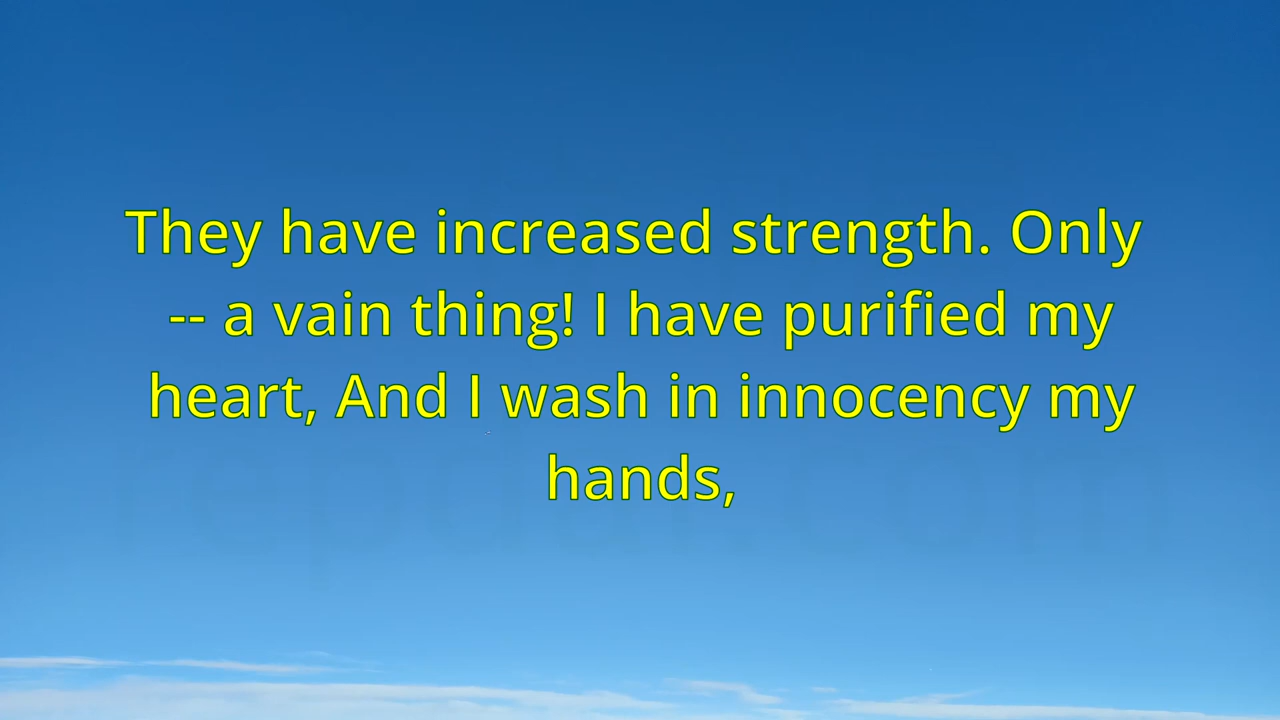 They have increased strength. Only
-- a vain thing! I have purified my
heart, And I wash in innocency my
hands,